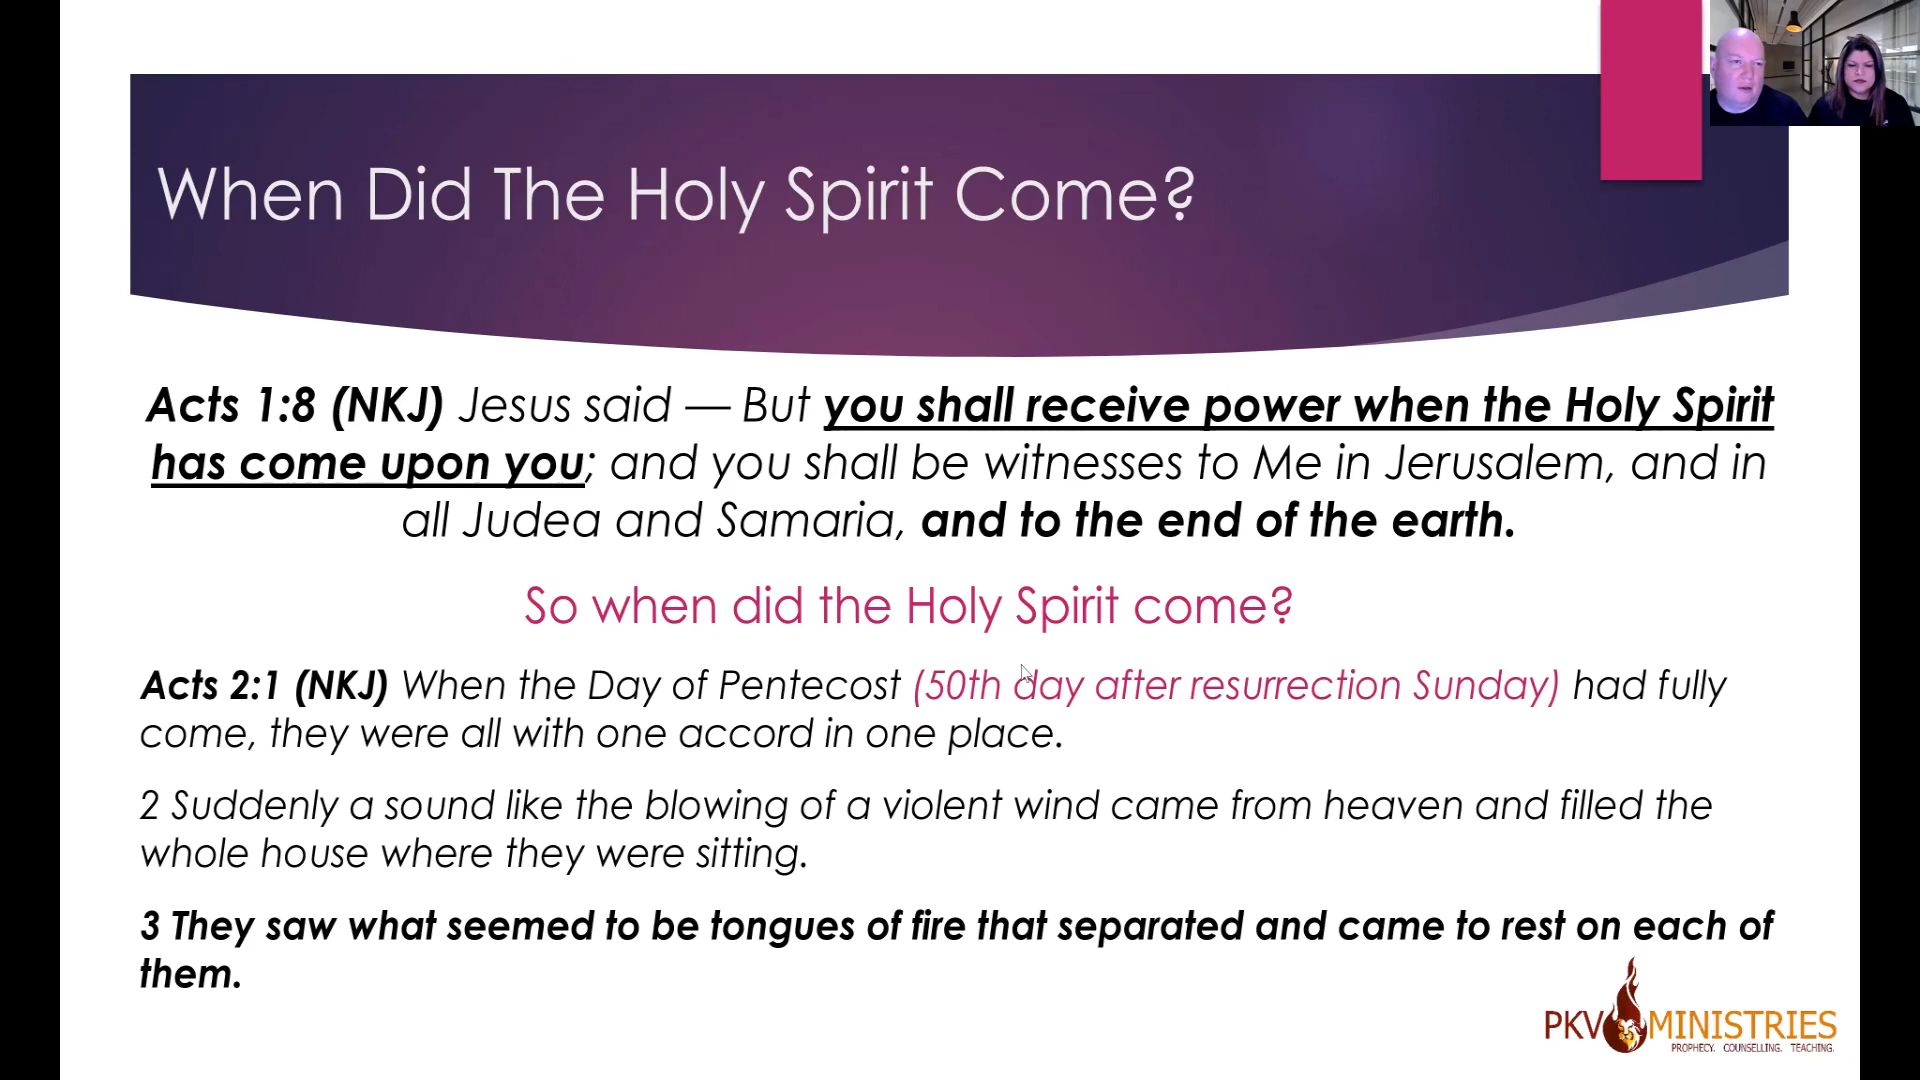 When Did The Holy Spirit Come?
Acts 1:8 (NKJ) Jesus said — But you shall receive power when the Holy Spirit
has come upon you; and you shall be witnesses to Me in Jerusalem, and in
all Judea and Samaria, and to the end of the earth.
So when did the Holy Spirit come?
Acts 2:1 (NKJ) When the Day of Pentecost (50th day after resurrection Sunday) had fully
come, they were all with one accord in one place.
2 Suddenly a sound like the blowing of a violent wind came from heaven and filled the
whole house where they were sitting.
3 They saw what seemed to be tongues of fire that separated and came to rest on each of
them.
PKV MINISTRIES
PROPHECY. COUNSELLING. TEACHING.